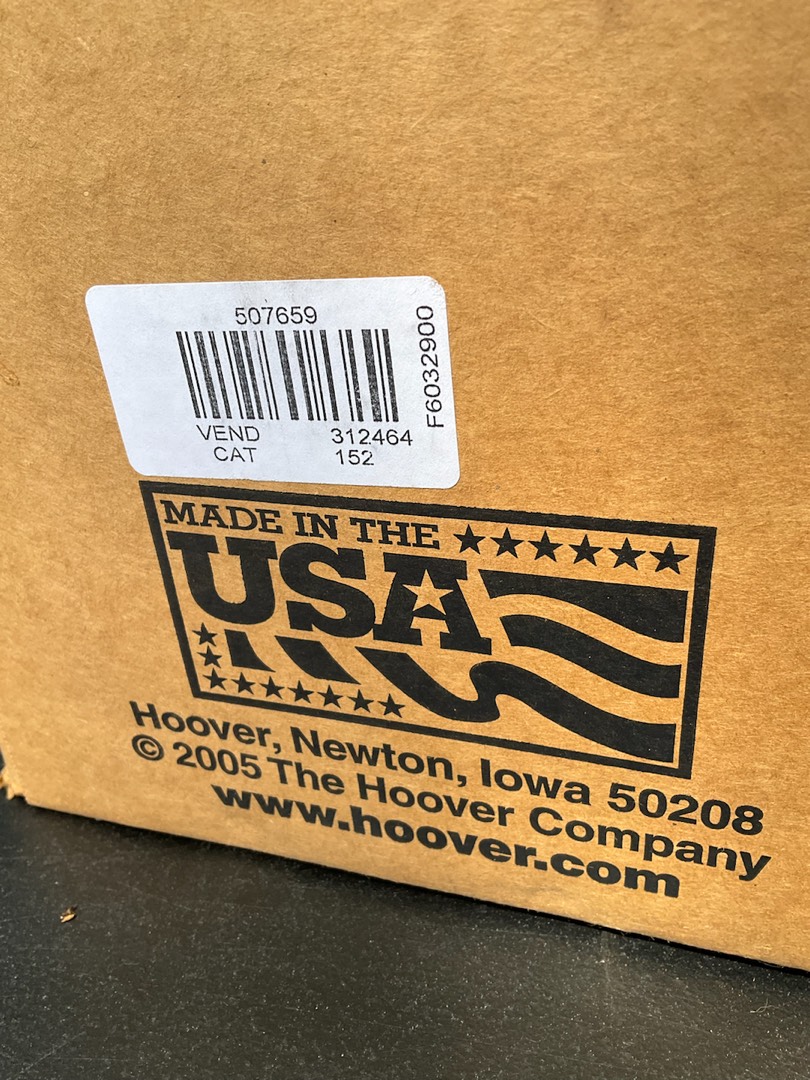 507659
F6032900
VEND 312464
CAT 152
MADE IN THE
USA
Hoover, Newton, Iowa 50208
© 2005 The Hoover Company
www.hoover.com